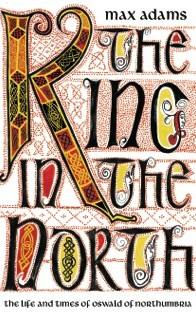 max adams
the
King
in the
North
the life and times of oswald of northumbria